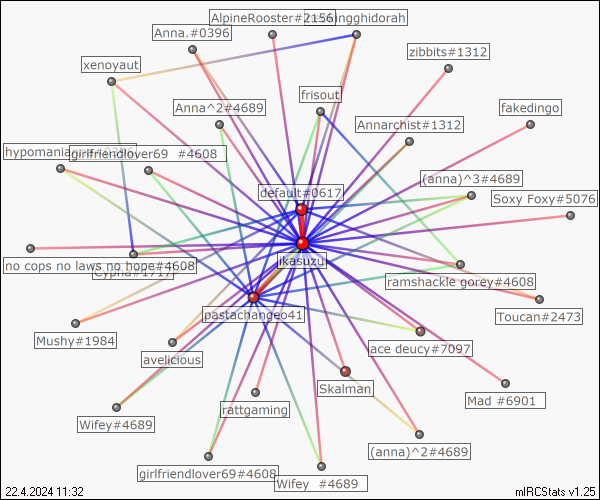 AlpineRooster#2156
kingghidorah
Anna.#0396
zibbits#1312
xenoyaut
frisout
Anna^2#4689
fakedingo
Annarchist#1312
hypomania
girlfriendlover69 #4608
(anna)^3#4689
default#0617
Soxy Foxy#5076
ikasuzu
no cops no laws no hope#4608
ramshackle gorey#4608
pastachangeo41
Toucan#2473
Mushy#1984
ace deucy#7097
avelicious
Skalman
Mad #6901
rattgaming
Wifey#4689
(anna)^2#4689
girlfriendlover69#4608
Wifey #4689
22.4.2024 11:32
mIRCStats v1.25